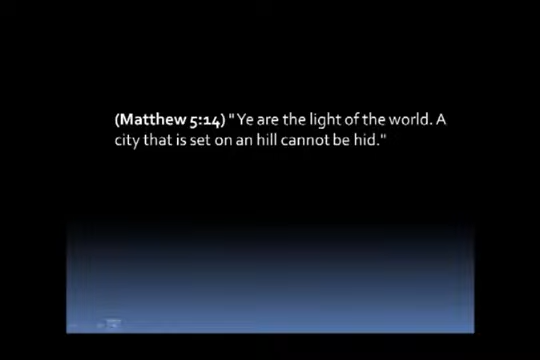 (Matthew 5:14) " Ye are the light of the world. A
city that is set on an hill cannot be hid."